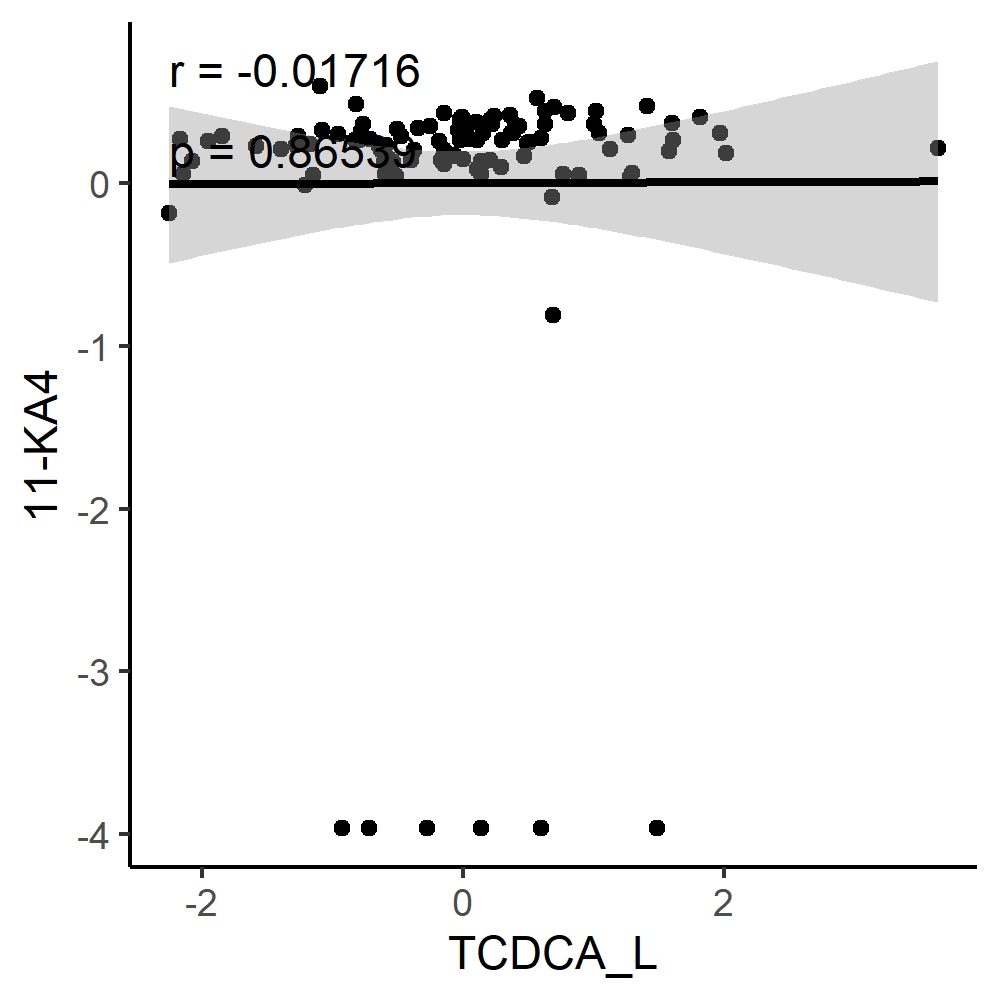 r = -0.01716
p = 0.86539
0
-1
-2
-3
-4
11-KA4
-2
0
2
TCDCA_L